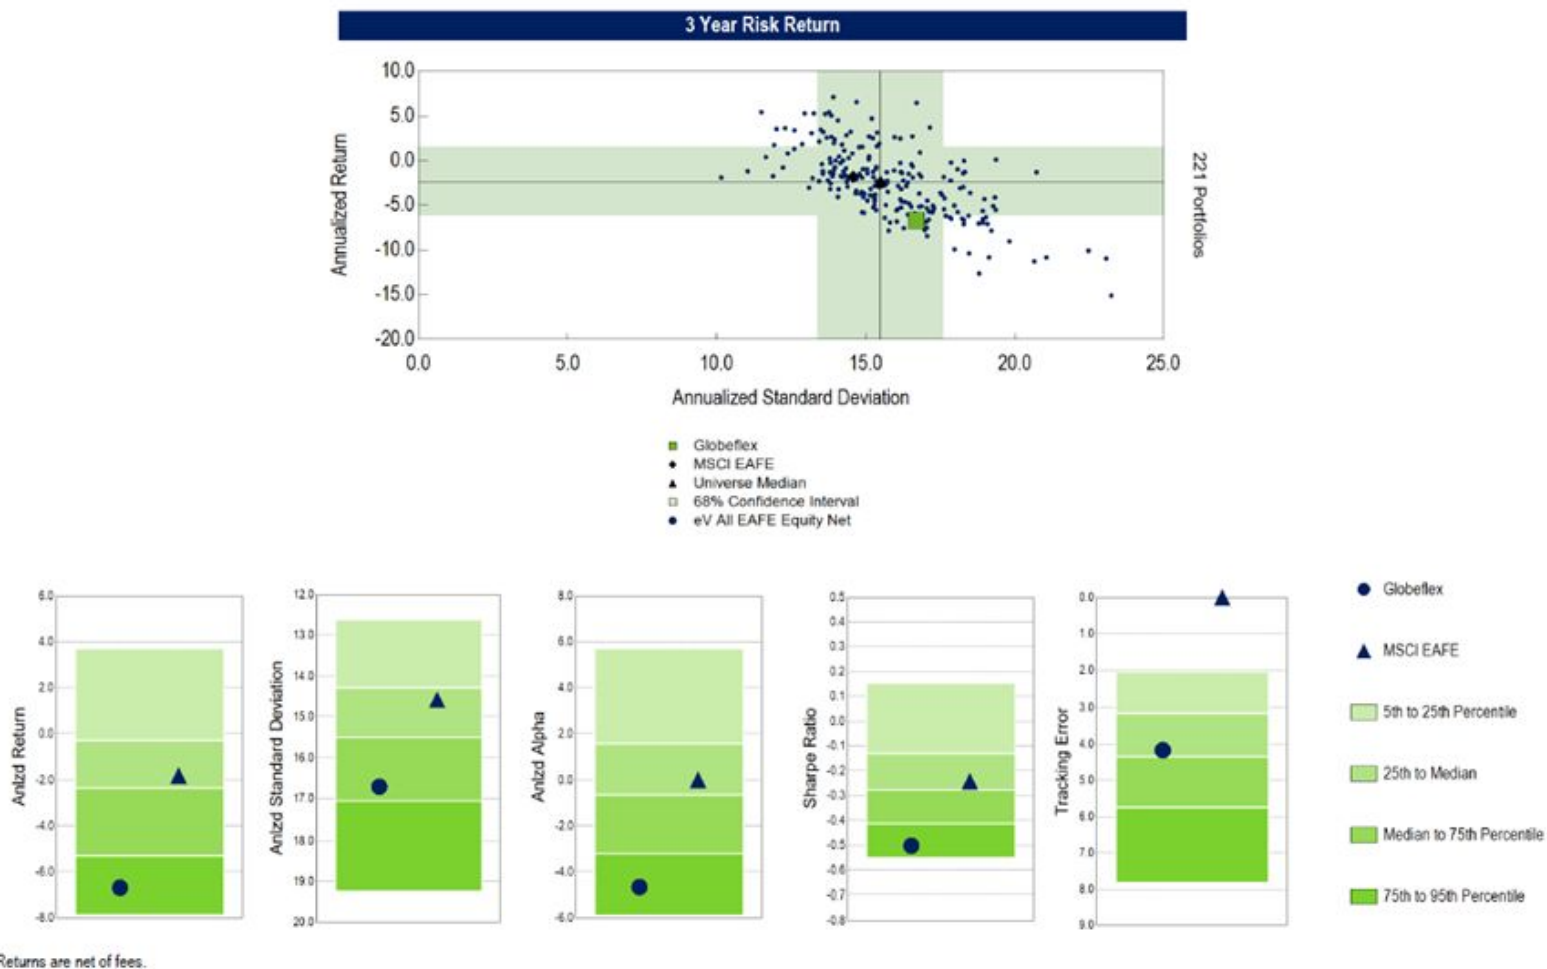 3 Year Risk Return
Annualized Return
10.0
5.0
0.0
-5.0
-10.0
-15.0
-20.0
0.0 5.0 10.0 15.0 20.0 25.0
Annualized Standard Deviation
221 Portfolios
Globeflex
MSCI EAFE
Universe Median
68% Confidence Interval
eV All EAFE Equity Net
Anlzd Return
6.0
4.0
2.0
0.0
-2.0
-4.0
-6.0
-8.0
Anlzd Standard Deviation
12.0
13.0
14.0
15.0
16.0
17.0
18.0
19.0
20.0
Anlzd Alpha
8.0
6.0
4.0
2.0
0.0
-2.0
-4.0
-6.0
Sharpe Ratio
0.5
0.4
0.3
0.2
0.1
0.0
-0.1
-0.2
-0.3
-0.4
-0.5
-0.6
-0.7
-0.8
Tracking Error
0.0
1.0
2.0
3.0
4.0
5.0
6.0
7.0
8.0
9.0
Globeflex
MSCI EAFE
5th to 25th Percentile
25th to Median
Median to 75th Percentile
75th to 95th Percentile
Returns are net of fees.